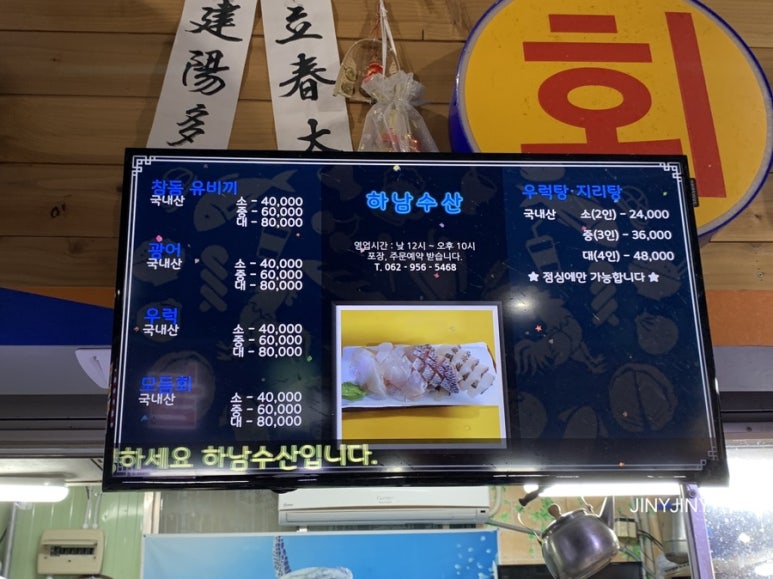 建陽多
立春大
회
창돔 유비끼
국내산
소 - 40,000
중 - 60,000
대 - 80,000
광어
국내산
소 - 40,000
중 - 60,000
대 - 80,000
우럭
국내산
소 - 40,000
중 - 60,000
대 - 80,000
모듬회
국내산
소 - 40,000
중 - 60,000
대 - 80,000
하남수산
영업시간 : 낮 12시 ~ 오후 10시
포장, 주문예약 받습니다.
T. 062 - 956 - 5468
우럭탕·지리탕
국내산
소(2인) - 24,000
중(3인) - 36,000
대(4인) - 48,000
★ 점심에만 가능합니다 ★
하세요 하남수산입니다.
JINYJINY